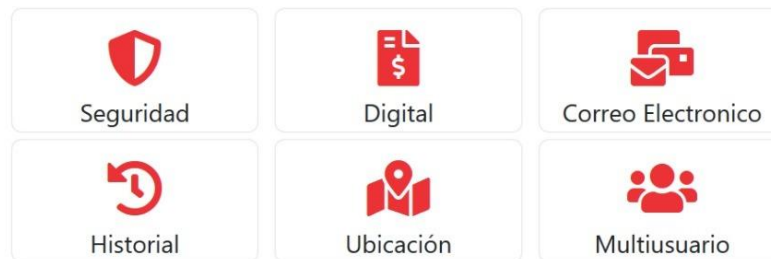 Seguridad
Digital
Correo Electronico
Historial
Ubicación
Multiusuario